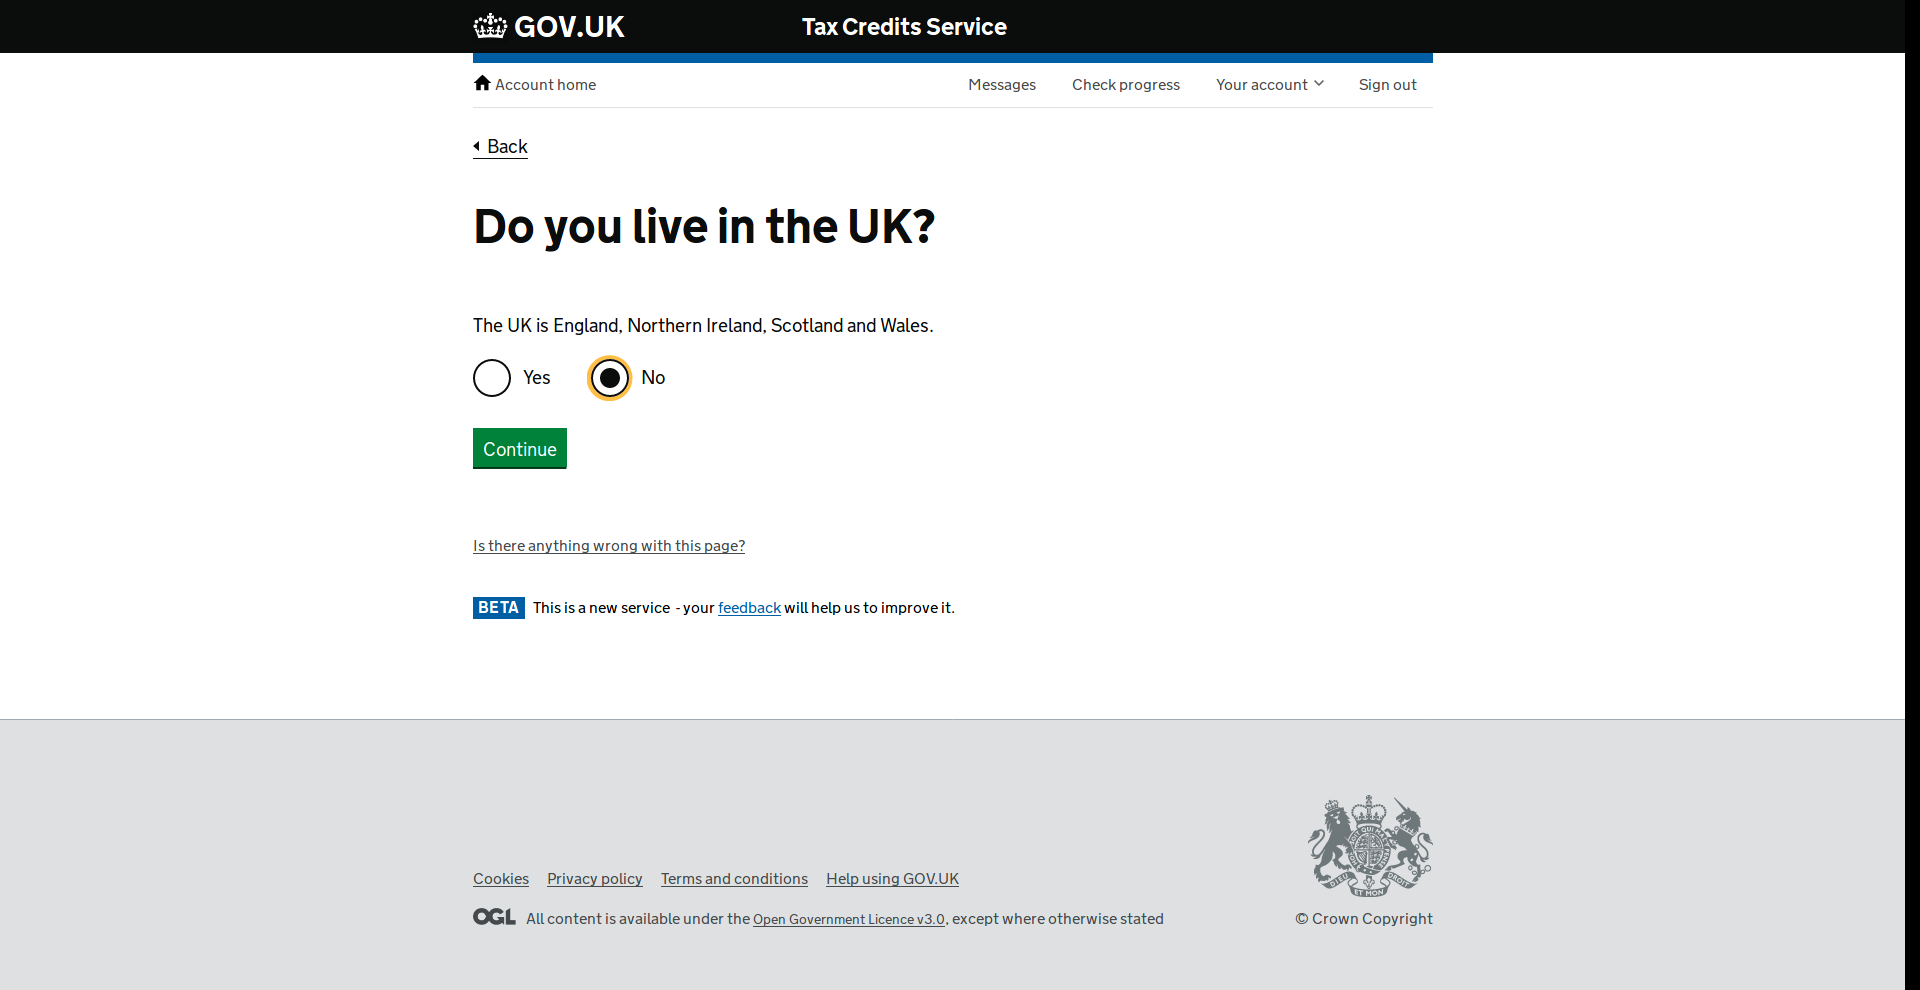 GOV.UK
Tax Credits Service
Account home
Messages
Check progress
Your account
Sign out
Back
Do you live in the UK?
The UK is England, Northern Ireland, Scotland and Wales.
Yes
No
Continue
Is there anything wrong with this page?
BETA This is a new service - your feedback will help us to improve it.
Cookies
Privacy policy
Terms and conditions
Help using GOV.UK
OGL All content is available under the Open Government Licence v3.0, except where otherwise stated
© Crown Copyright